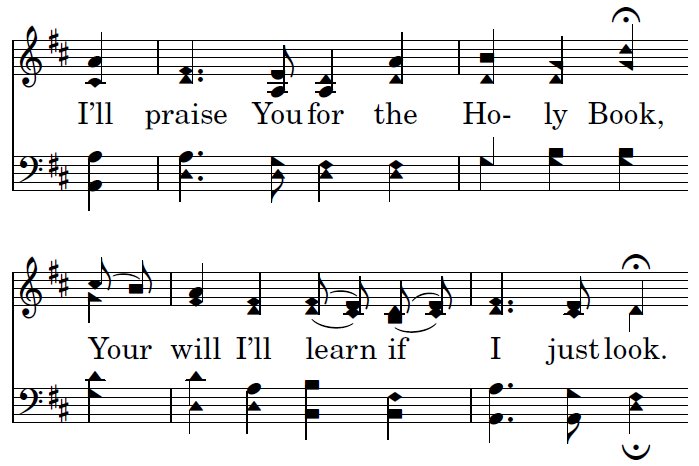 I'll praise You for the Ho- ly Book,
Your will I'll learn if I just look.